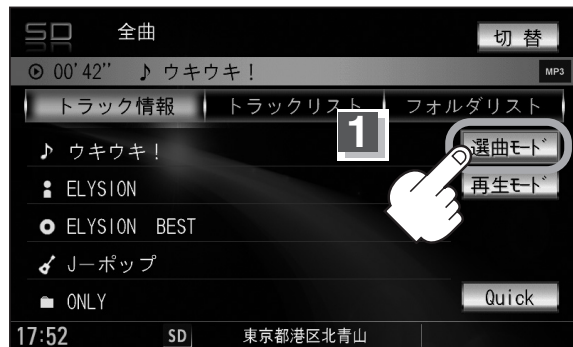 SD 全曲 切替
00'42'' ♪ ウキウキ! MP3
トラック情報 トラックリスト フォルダリスト
1
♪ ウキウキ! 選曲モード
ELYSION 再生モード
ELYSION BEST
J-ポップ
ONLY Quick
17:52 SD 東京都港区北青山